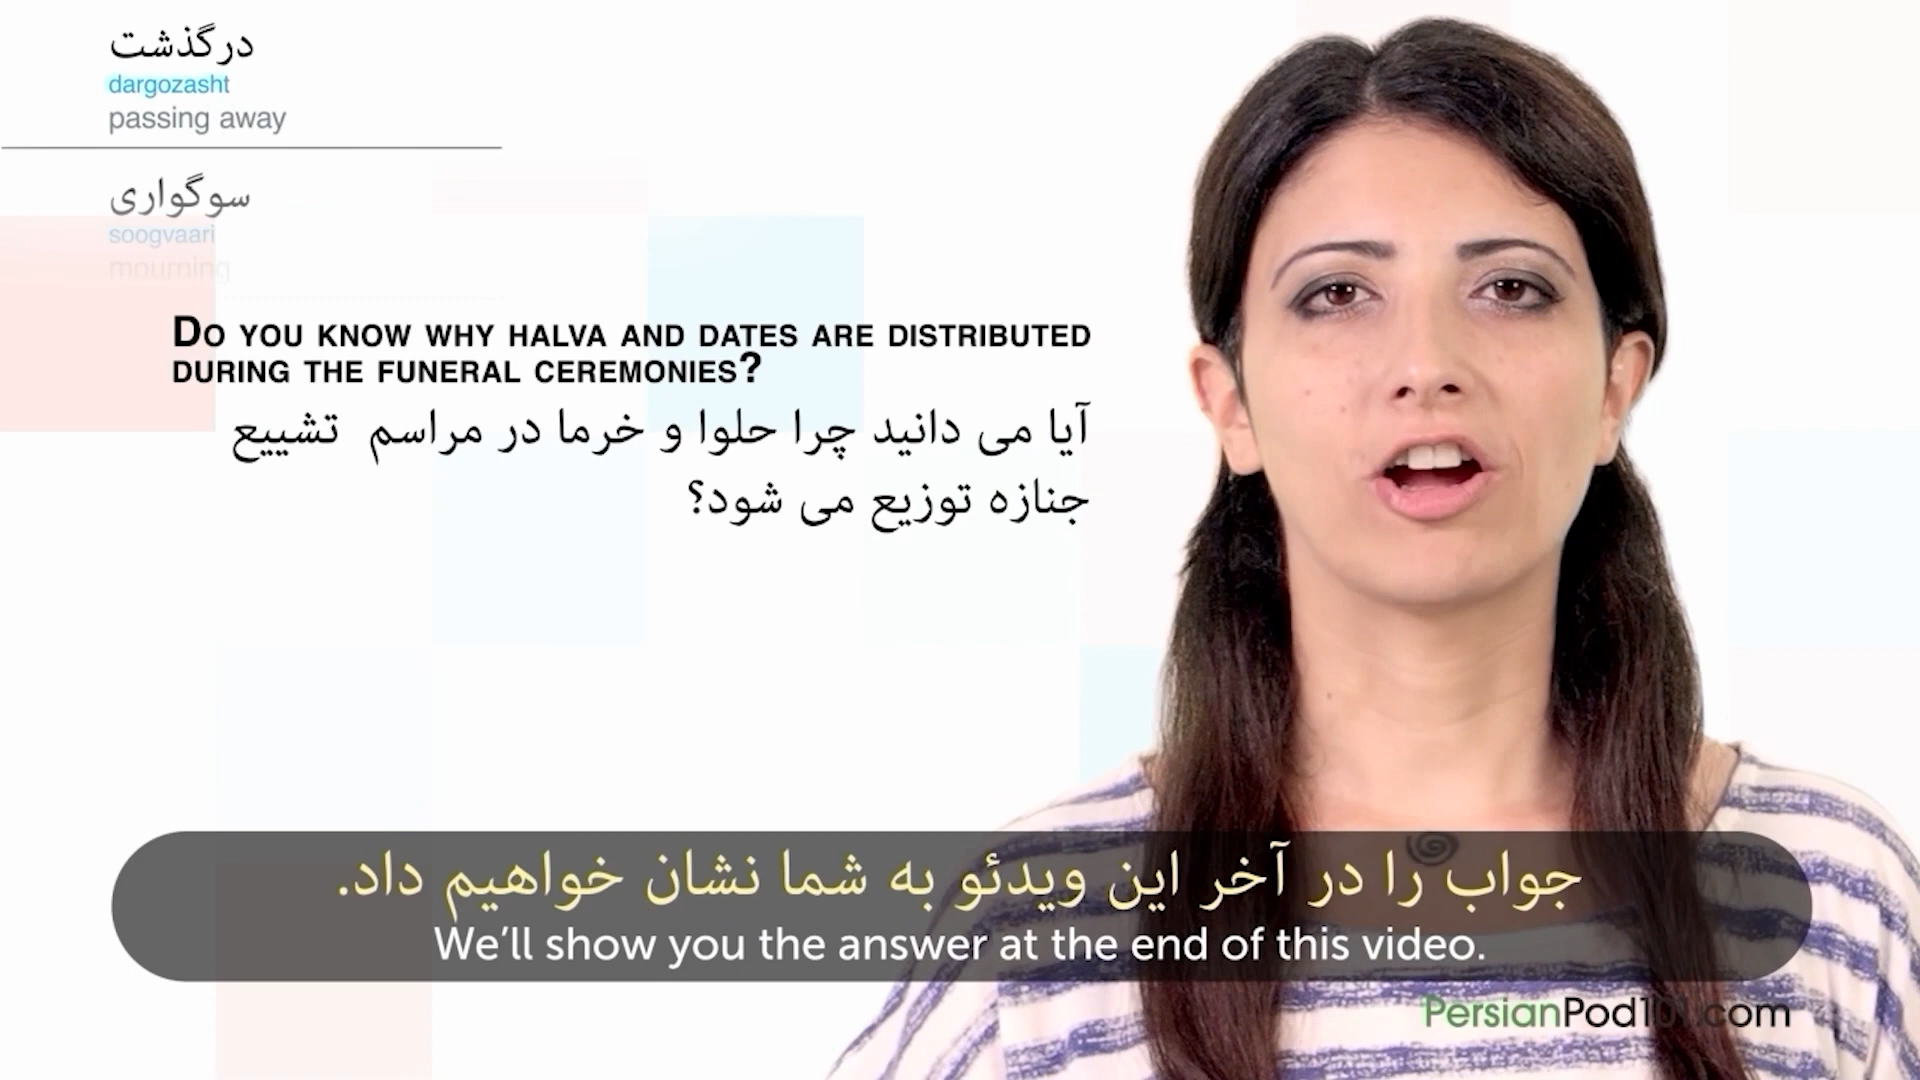 درگذشت
dargozasht
passing away
سوگواری
soogvaari
mourning
DO YOU KNOW WHY HALVA AND DATES ARE DISTRIBUTED
DURING THE FUNERAL CEREMONIES?
آیا می دانید چرا حلوا و خرما در مراسم تشییع
جنازه توزیع می شود؟
جواب را در آخر این ویدئو به شما نشان خواهیم داد.
We’ll show you the answer at the end of this video.
PersianPod101.com